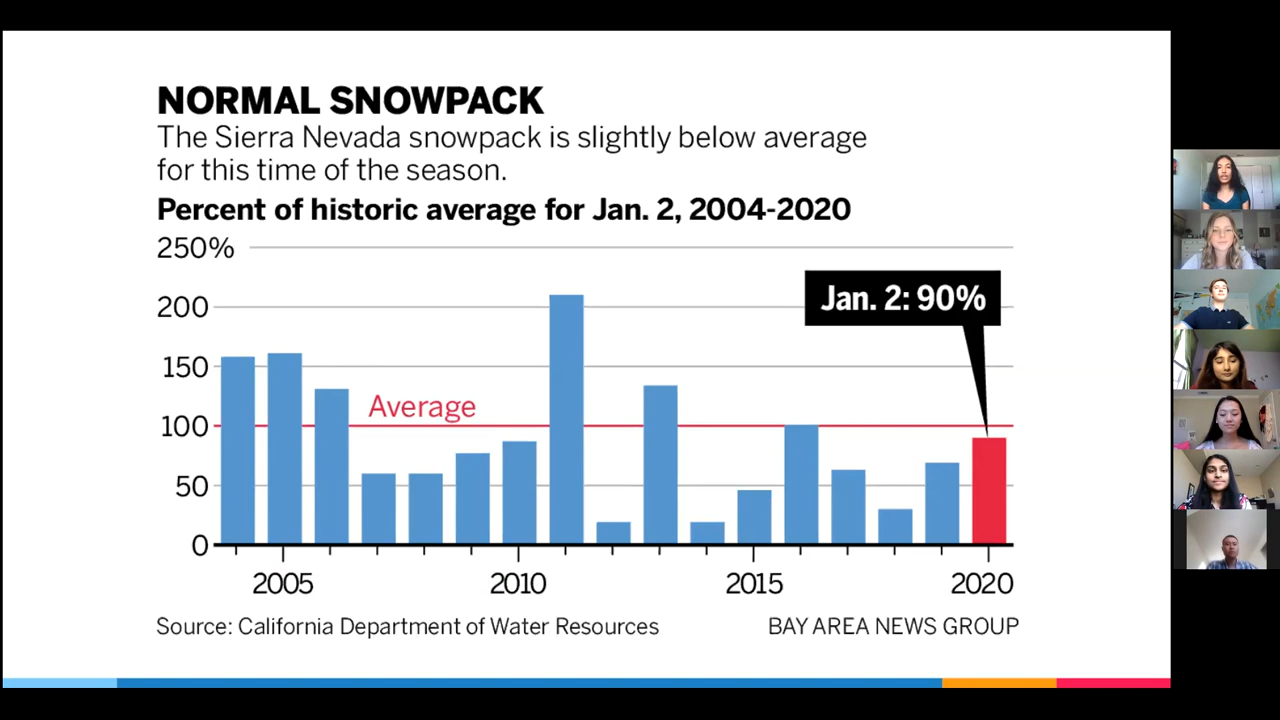 NORMAL SNOWPACK
The Sierra Nevada snowpack is slightly below average
for this time of the season.
Percent of historic average for Jan. 2, 2004-2020
250%
Jan. 2: 90%
200
150
Average
100
50
0
2005 2010 2015 2020
Source: California Department of Water Resources BAY AREA NEWS GROUP